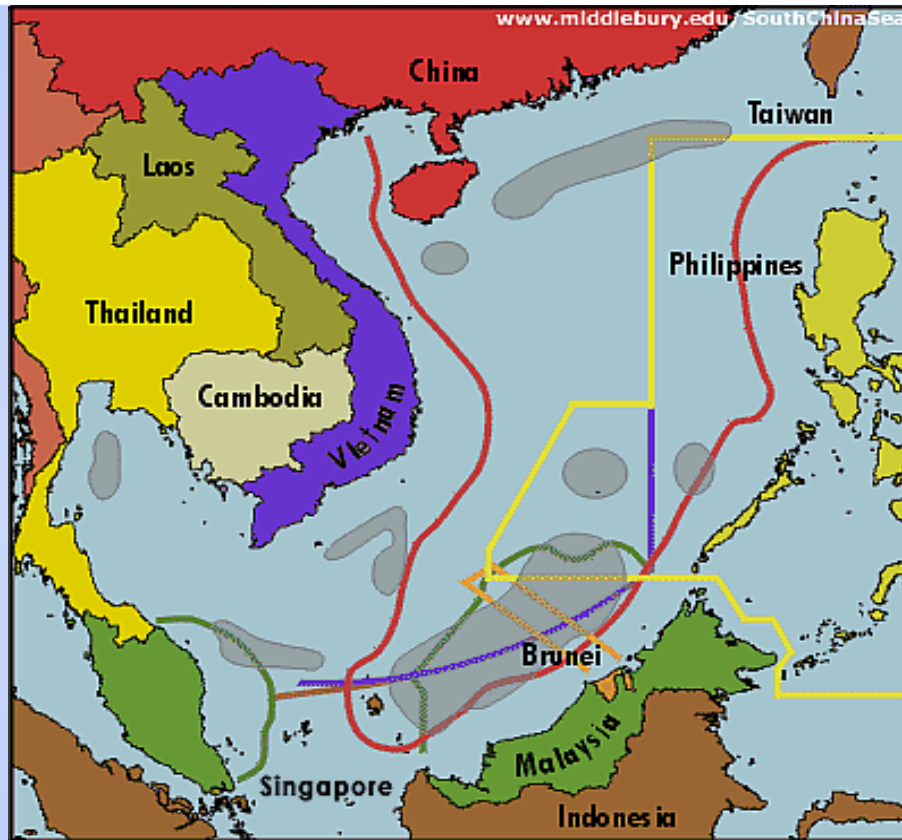 www.middlebury.edu/SouthChinaSea
China
Taiwan
Laos
Philippines
Thailand
Cambodia
Vietnam
Brunei
Malaysia
Singapore
Indonesia